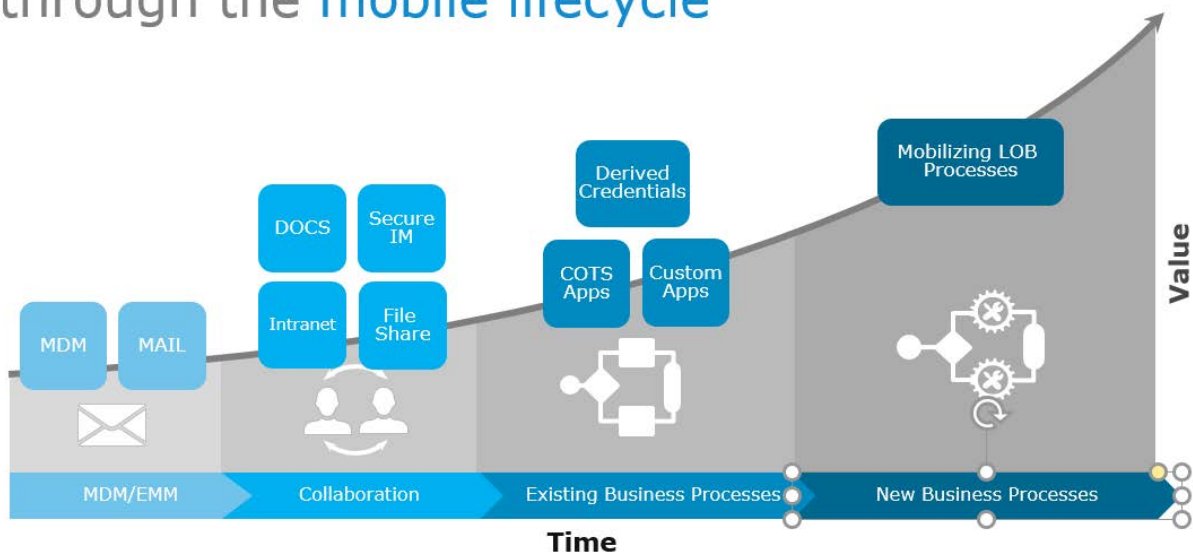 through the mobile lifecycle
Derived
Credentials
Mobilizing LOB
Processes
DOCS
Secure
IM
COTS
Apps
Custom
Apps
MDM
MAIL
Intranet
File
Share
Value
MDM/EMM
Collaboration
Existing Business Processes
New Business Processes
Time